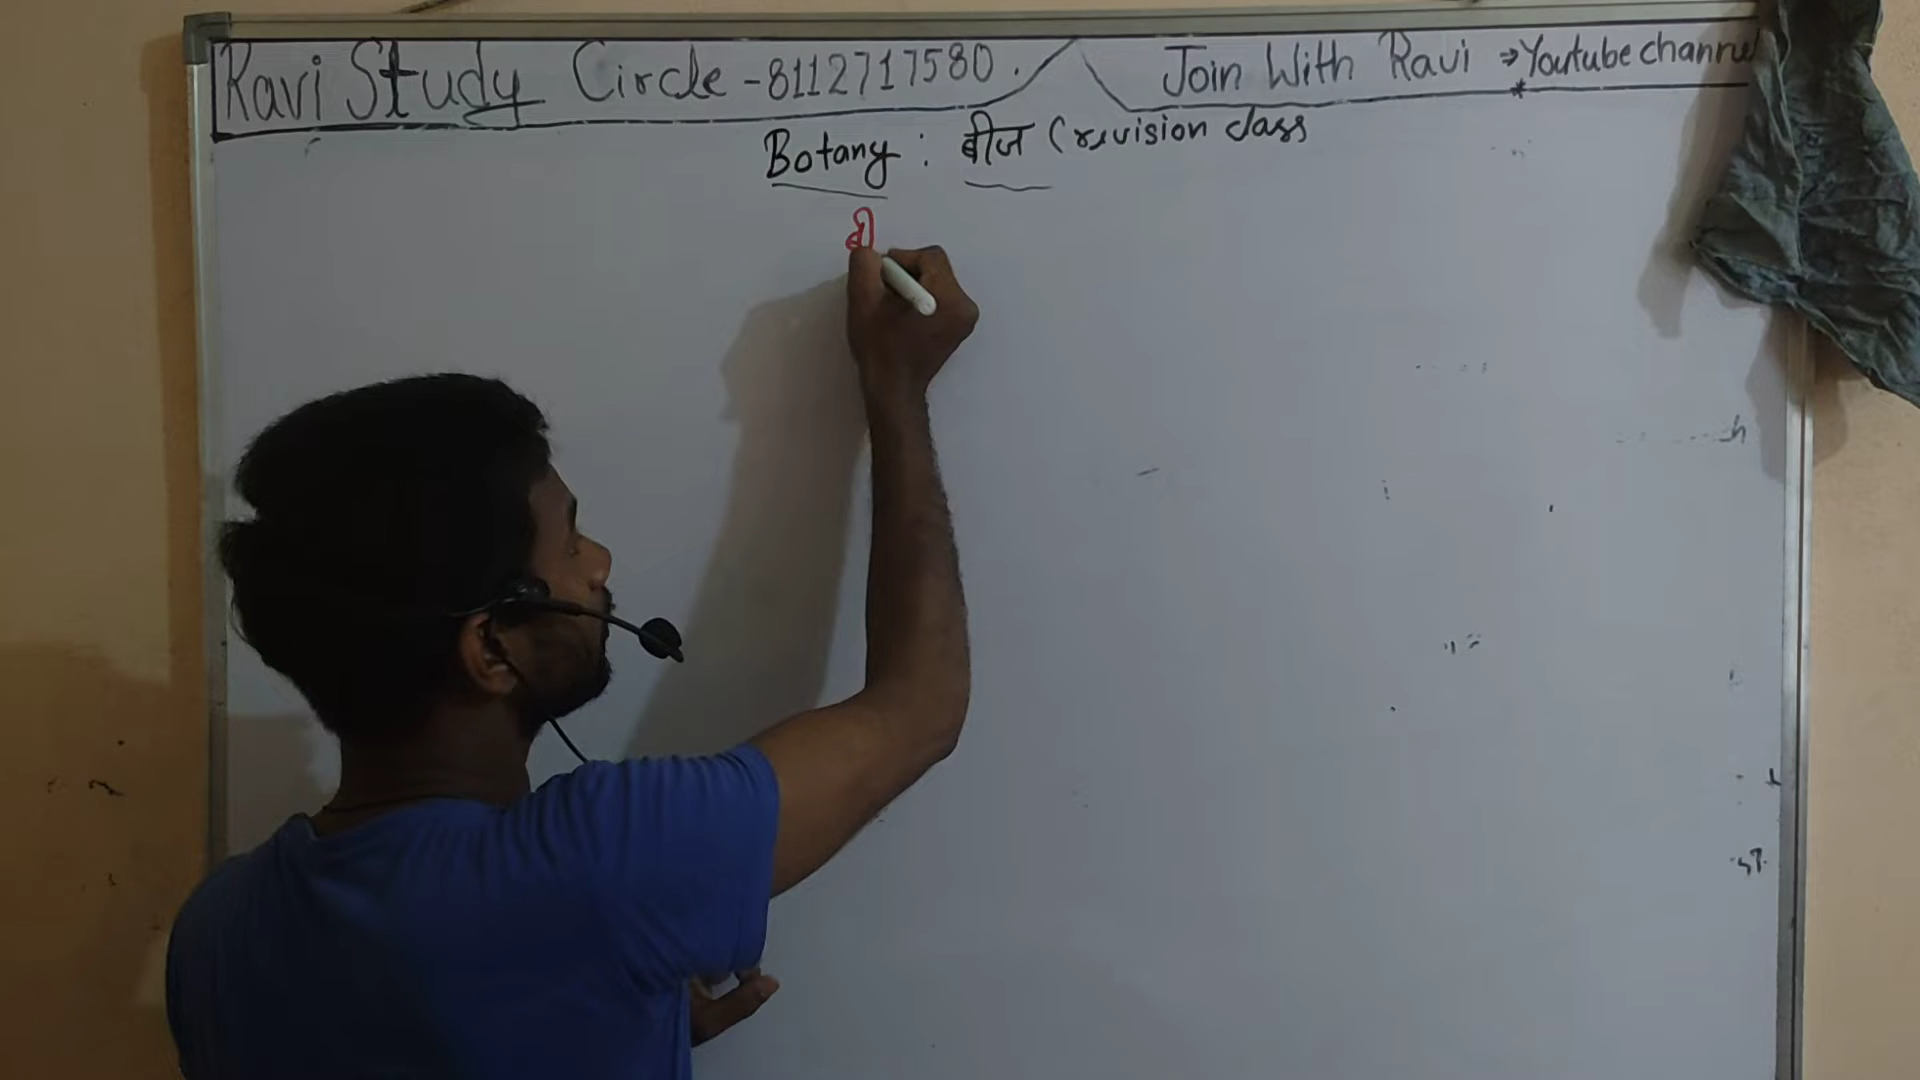 Ravi Study Circle - 8112717580. Join With Ravi → Youtube channel
Botany : बीज (revision class
बी